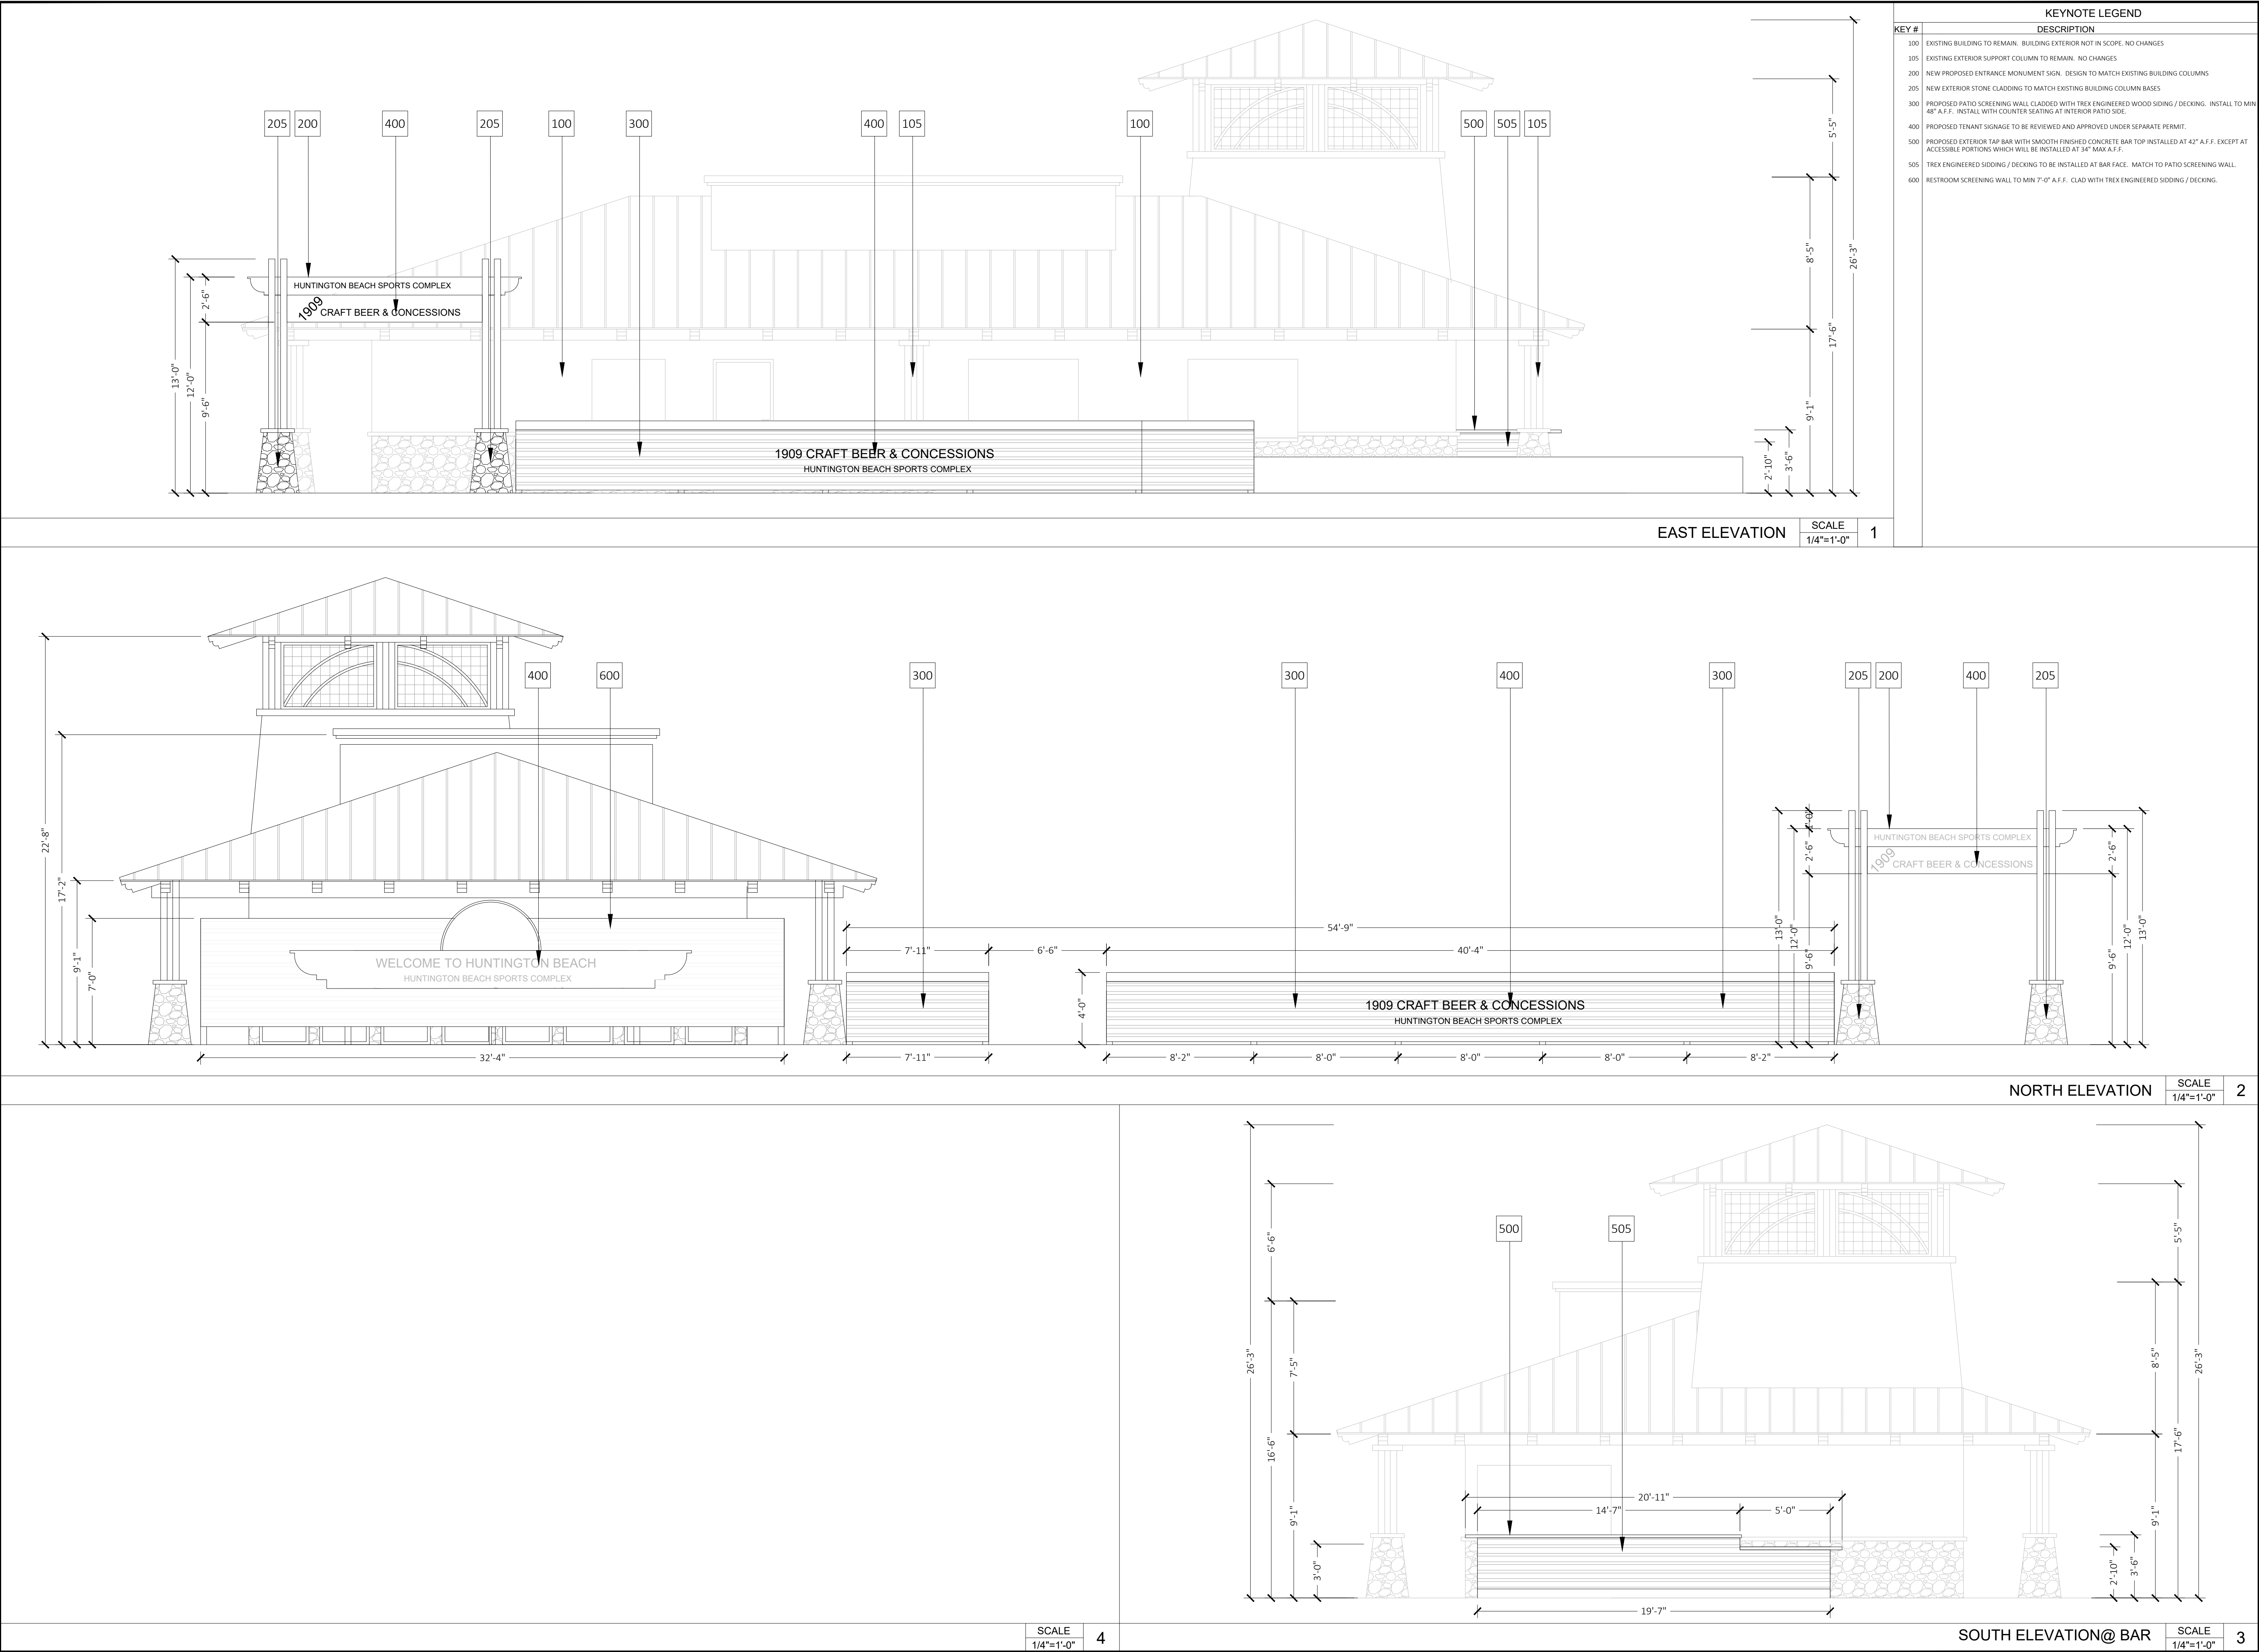 KEYNOTE LEGEND
KEY # DESCRIPTION
100 EXISTING BUILDING TO REMAIN. BUILDING EXTERIOR NOT IN SCOPE. NO CHANGES
105 EXISTING EXTERIOR SUPPORT COLUMN TO REMAIN. NO CHANGES
200 NEW PROPOSED ENTRANCE MONUMENT SIGN. DESIGN TO MATCH EXISTING BUILDING COLUMNS
205 NEW EXTERIOR STONE CLADDING TO MATCH EXISTING BUILDING COLUMN BASES
300 PROPOSED PATIO SCREENING WALL CLADDED WITH TREX ENGINEERED WOOD SIDING / DECKING. INSTALL TO MIN
48" A.F.F. INSTALL WITH COUNTER SEATING AT INTERIOR PATIO SIDE.
400 PROPOSED TENANT SIGNAGE TO BE REVIEWED AND APPROVED UNDER SEPARATE PERMIT.
500 PROPOSED EXTERIOR TAP BAR WITH SMOOTH FINISHED CONCRETE BAR TOP INSTALLED AT 42" A.F.F. EXCEPT AT
ACCESSIBLE PORTIONS WHICH WILL BE INSTALLED AT 34" MAX A.F.F.
505 TREX ENGINEERED SIDDING / DECKING TO BE INSTALLED AT BAR FACE. MATCH TO PATIO SCREENING WALL.
600 RESTROOM SCREENING WALL TO MIN 7'-0" A.F.F. CLAD WITH TREX ENGINEERED SIDDING / DECKING.
205 200 400 205 100 300 400 105 100 500 505 105
5'-5"
8'-5"
26'-3"
17'-6"
9'-1"
2'-10"
3'-6"
13'-0"
12'-0"
2'-6"
9'-6"
HUNTINGTON BEACH SPORTS COMPLEX
1909 CRAFT BEER & CONCESSIONS
1909 CRAFT BEER & CONCESSIONS
HUNTINGTON BEACH SPORTS COMPLEX
EAST ELEVATION
SCALE
1/4"=1'-0"
1
400 600 300 300 400 300 205 200 400 205
22'-8"
17'-2"
9'-1"
7'-0"
WELCOME TO HUNTINGTON BEACH
HUNTINGTON BEACH SPORTS COMPLEX
32'-4"
54'-9"
7'-11" 6'-6" 40'-4"
4'-0"
1909 CRAFT BEER & CONCESSIONS
HUNTINGTON BEACH SPORTS COMPLEX
7'-11" 8'-2" 8'-0" 8'-0" 8'-0" 8'-2"
1'-0"
2'-6"
13'-0"
12'-0"
9'-6"
HUNTINGTON BEACH SPORTS COMPLEX
1909 CRAFT BEER & CONCESSIONS
2'-6"
9'-6"
12'-0"
13'-0"
NORTH ELEVATION
SCALE
1/4"=1'-0"
2
SCALE
1/4"=1'-0"
4
500 505
26'-3"
6'-6"
16'-6"
7'-5"
9'-1"
3'-0"
20'-11"
14'-7" 5'-0"
19'-7"
5'-5"
8'-5"
26'-3"
17'-6"
9'-1"
2'-10"
3'-6"
SOUTH ELEVATION@ BAR
SCALE
1/4"=1'-0"
3